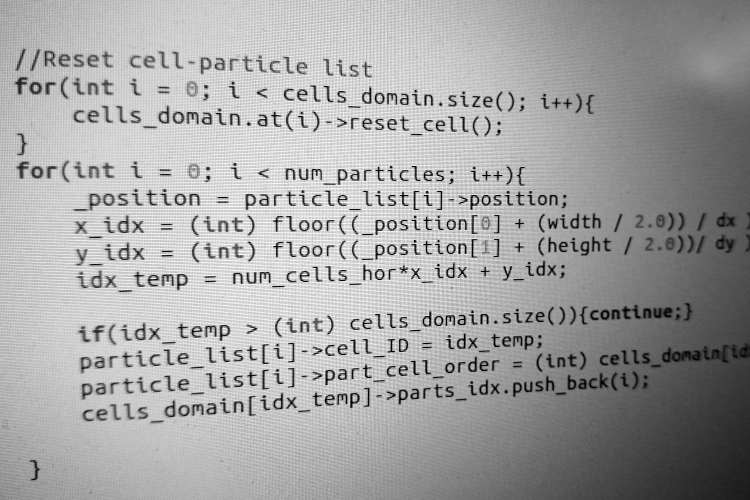 //Reset cell-particle list
for(int i = 0; i < cells_domain.size(); i++){
cells_domain.at(i)->reset_cell();
}
for(int i = 0; i < num_particles; i++){
_position = particle_list[i]->position;
x_idx = (int) floor((_position[0] + (width / 2.0)) / dx )
y_idx = (int) floor((_position[1] + (height / 2.0))/ dy )
idx_temp = num_cells_hor*x_idx + y_idx;
if(idx_temp > (int) cells_domain.size()){continue;}
particle_list[i]->cell_ID = idx_temp;
particle_list[i]->part_cell_order = (int) cells_domain[id
cells_domain[idx_temp]->parts_idx.push_back(i);
}